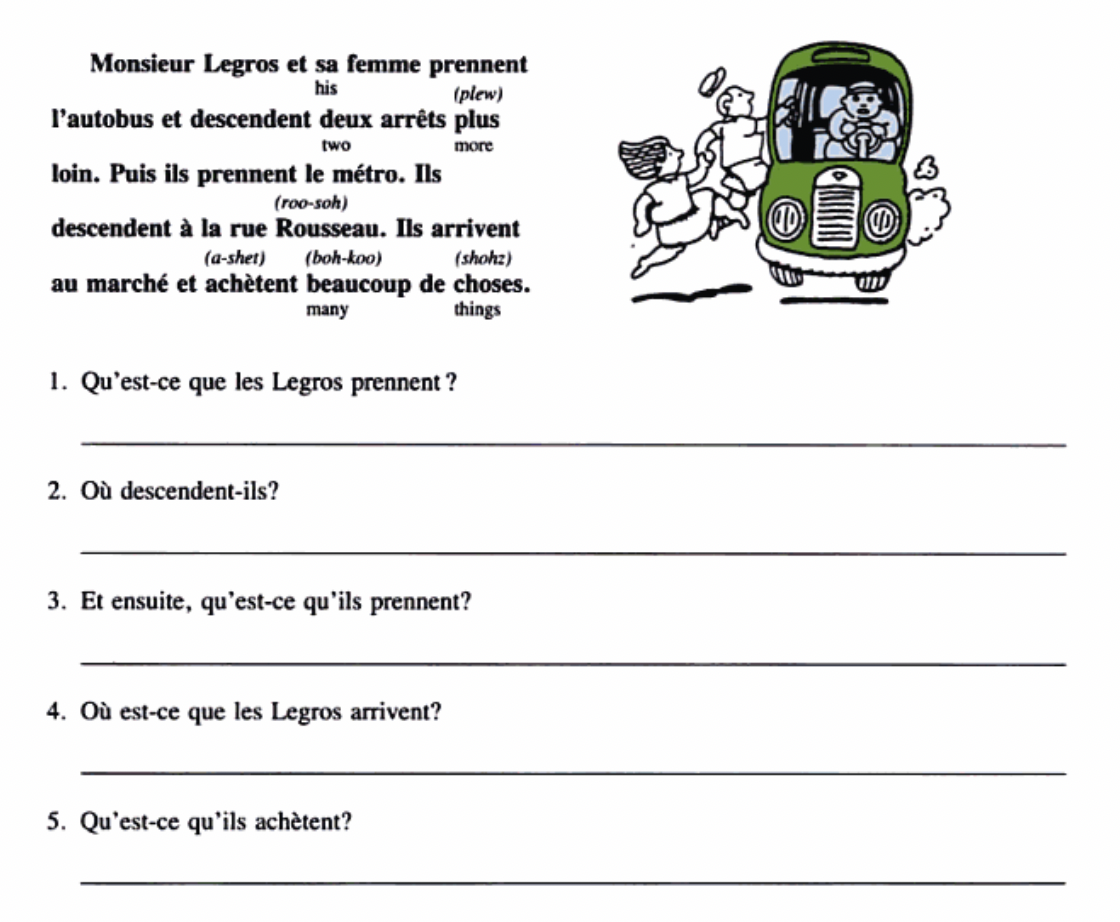 Monsieur Legros et sa femme prennent
his (plew)
l'autobus et descendent deux arrêts plus
two more
loin. Puis ils prennent le métro. Ils
(roo-soh)
descendent à la rue Rousseau. Ils arrivent
(a-shet) (boh-koo) (shohz)
au marché et achètent beaucoup de choses.
many things
1. Qu'est-ce que les Legros prennent ?
2. Où descendent-ils?
3. Et ensuite, qu'est-ce qu'ils prennent?
4. Où est-ce que les Legros arrivent?
5. Qu'est-ce qu'ils achètent?